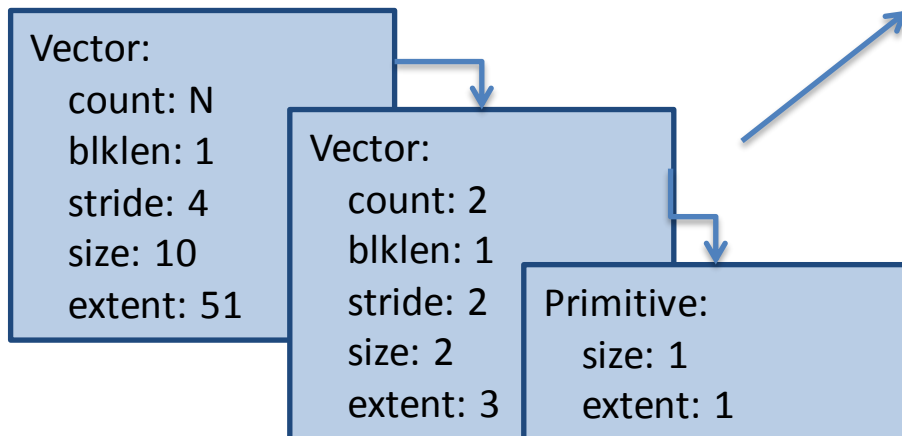 Vector:
count: N
blklen: 1
stride: 4
size: 10
extent: 51
Vector:
count: 2
blklen: 1
stride: 2
size: 2
extent: 3
Primitive:
size: 1
extent: 1